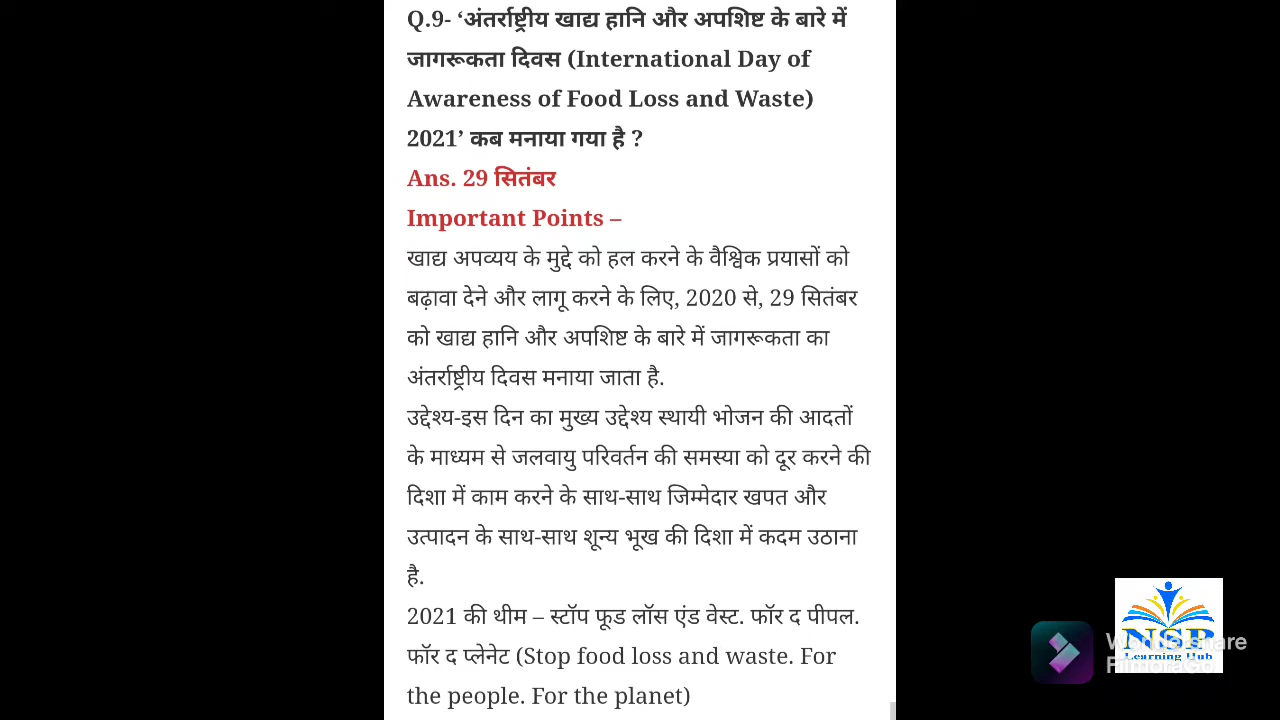 Q.9- ‘अंतर्राष्ट्रीय खाद्य हानि और अपशिष्ट के बारे में
जागरूकता दिवस (International Day of
Awareness of Food Loss and Waste)
2021’ कब मनाया गया है ?
Ans. 29 सितंबर
Important Points –
खाद्य अपव्यय के मुद्दे को हल करने के वैश्विक प्रयासों को
बढ़ावा देने और लागू करने के लिए, 2020 से, 29 सितंबर
को खाद्य हानि और अपशिष्ट के बारे में जागरूकता का
अंतर्राष्ट्रीय दिवस मनाया जाता है.
उद्देश्य-इस दिन का मुख्य उद्देश्य स्थायी भोजन की आदतों
के माध्यम से जलवायु परिवर्तन की समस्या को दूर करने की
दिशा में काम करने के साथ-साथ जिम्मेदार खपत और
उत्पादन के साथ-साथ शून्य भूख की दिशा में कदम उठाना
है.
2021 की थीम – स्टॉप फूड लॉस एंड वेस्ट. फॉर द पीपल.
फॉर द प्लेनेट (Stop food loss and waste. For
the people. For the planet)
NSP
Learning Hub
Wondershare
FilmoraGo